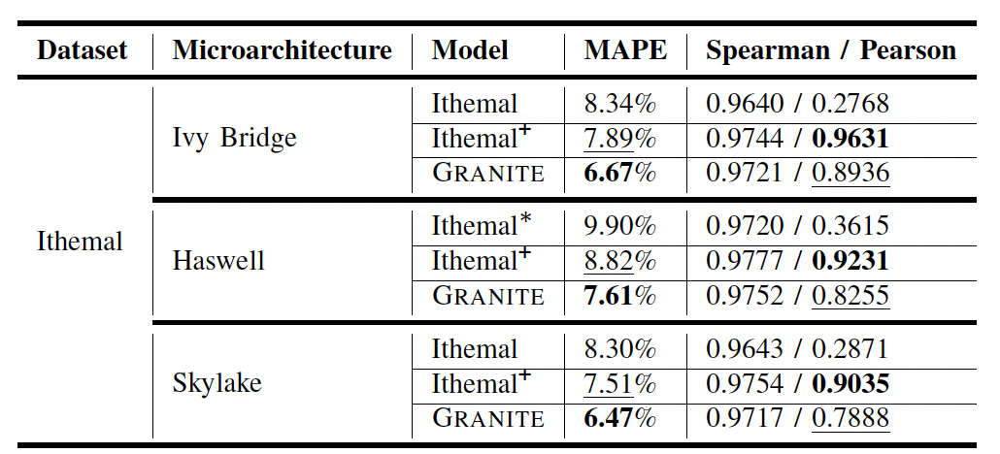 Dataset Microarchitecture Model MAPE Spearman / Pearson
Ithemal 8.34% 0.9640 / 0.2768
Ivy Bridge Ithemal+ 7.89% 0.9744 / 0.9631
GRANITE 6.67% 0.9721 / 0.8936
Ithemal* 9.90% 0.9720 / 0.3615
Ithemal Haswell Ithemal+ 8.82% 0.9777 / 0.9231
GRANITE 7.61% 0.9752 / 0.8255
Ithemal 8.30% 0.9643 / 0.2871
Skylake Ithemal+ 7.51% 0.9754 / 0.9035
GRANITE 6.47% 0.9717 / 0.7888